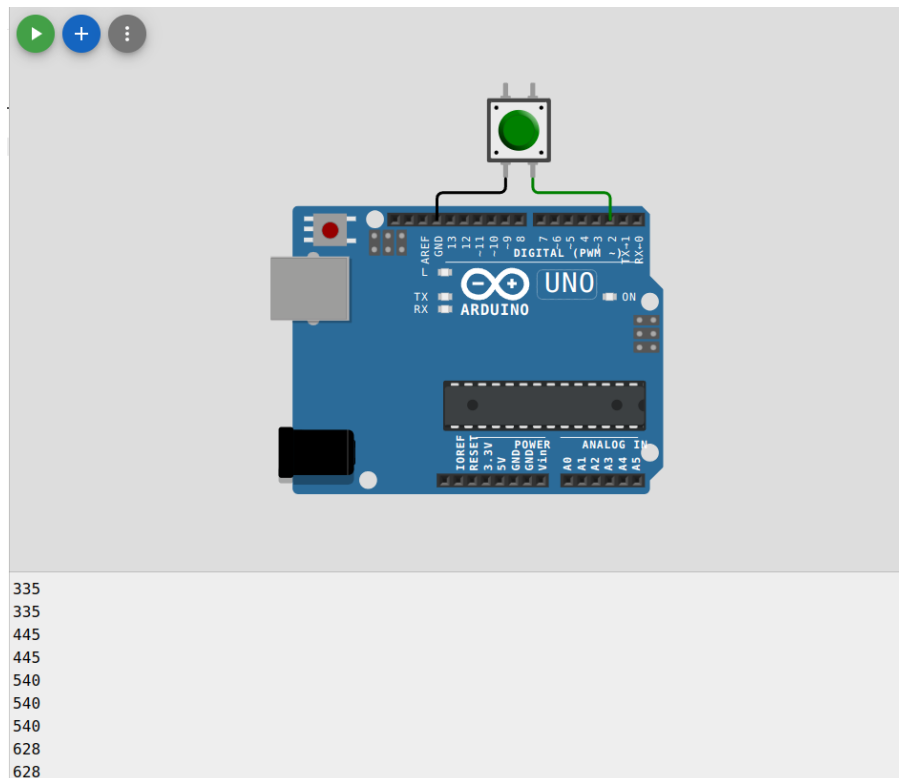 AREF
GND
13
12
~11
~10
~9
8
7
~6
~5
4
~3
2
TX→1
RX←0
DIGITAL (PWM ~)
L
TX
RX
UNO
ARDUINO
ON
IOREF
RESET
3.3V
5V
GND
GND
Vin
POWER
ANALOG IN
A0
A1
A2
A3
A4
A5
335
335
445
445
540
540
540
628
628